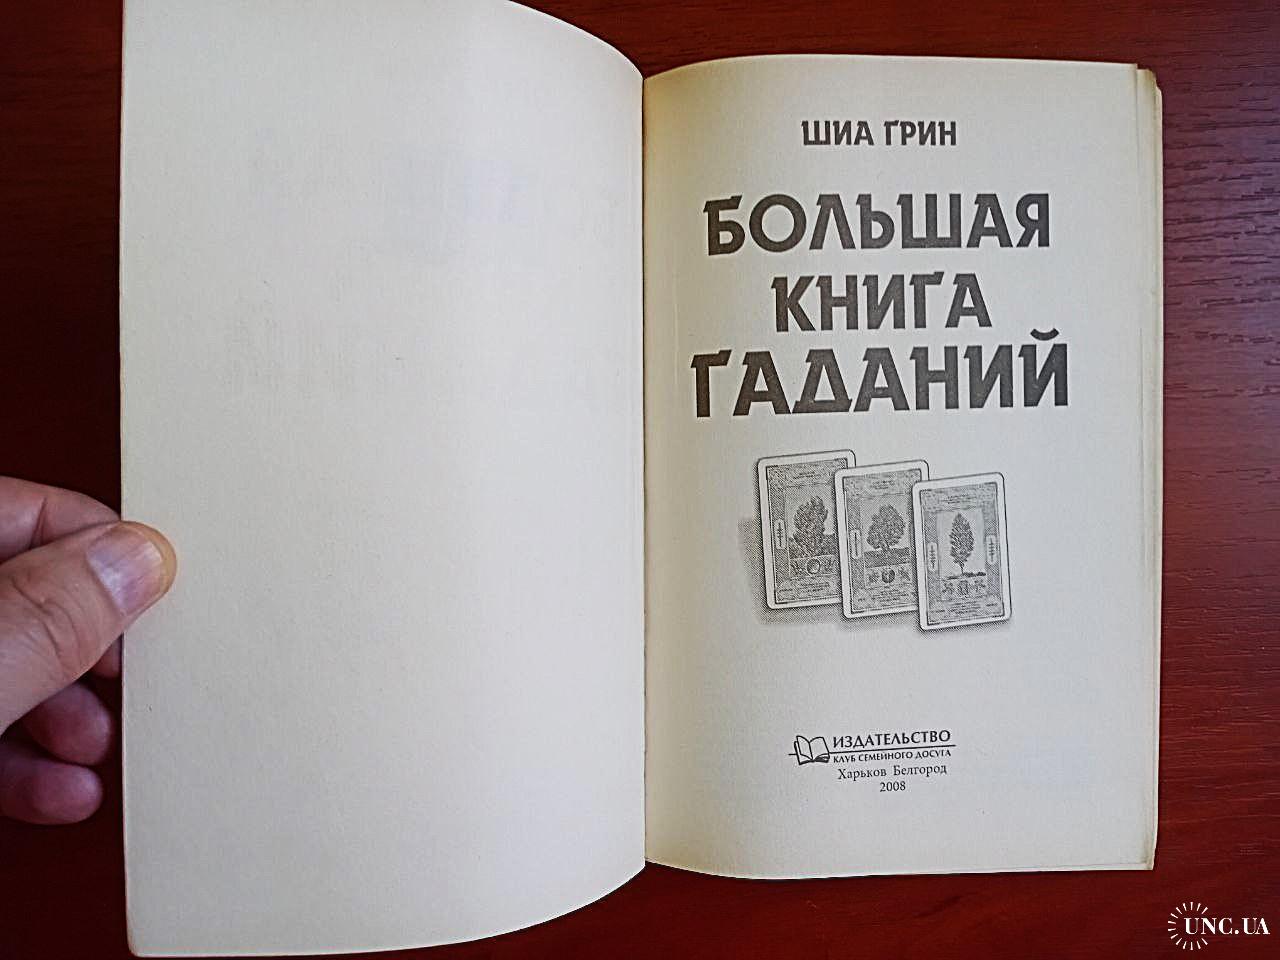 ШИА ГРИН
БОЛЬШАЯ
КНИГА
ГАДАНИЙ
ИЗДАТЕЛЬСТВО
КЛУБ СЕМЕЙНОГО ДОСУГА
Харьков Белгород
2008
UNC.UA